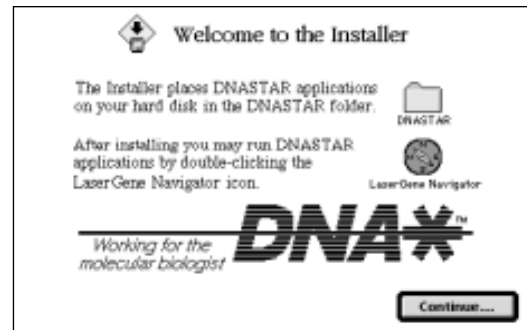 Welcome to the Installer
The Installer places DNASTAR applications
on your hard disk in the DNASTAR folder.
DNASTAR
After installing you may run DNASTAR
applications by double-clicking the
LaserGene Navigator icon.
LaserGene Navigator
Working for the
molecular biologist
DNA*™
Continue....